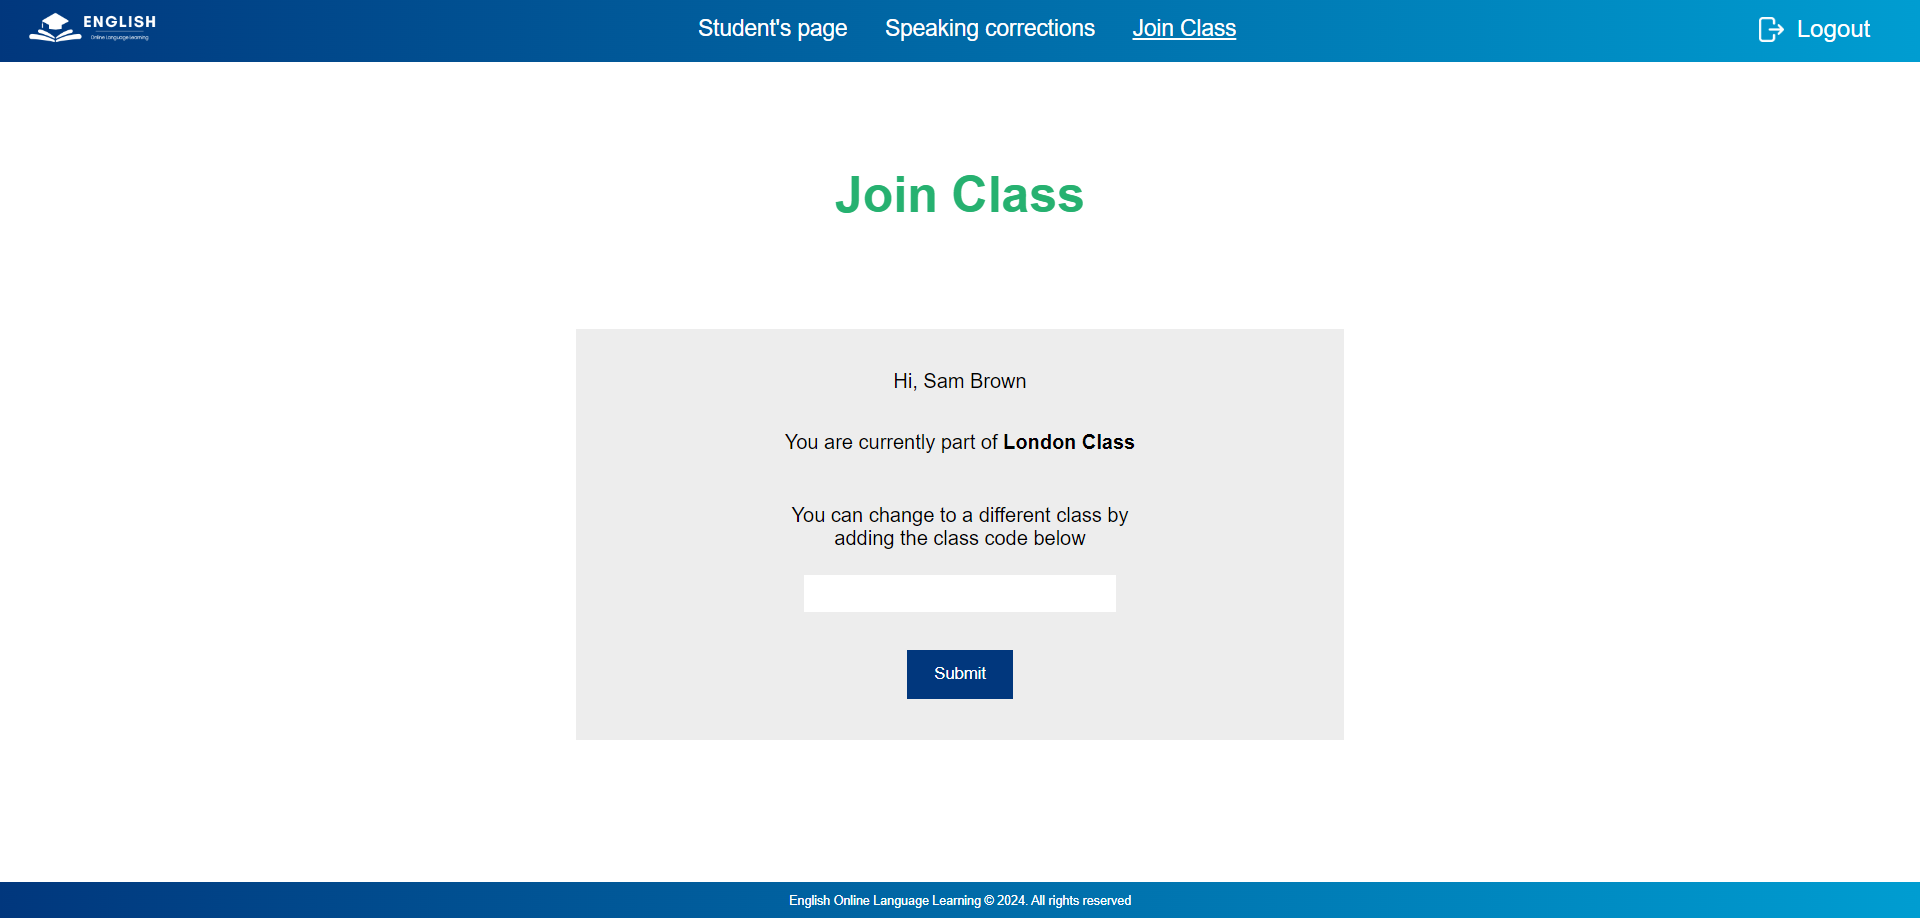 ENGLISH
Online Language Learning
Student's page
Speaking corrections
Join Class
Logout
Join Class
Hi, Sam Brown
You are currently part of London Class
You can change to a different class by
adding the class code below
Submit
English Online Language Learning © 2024. All rights reserved